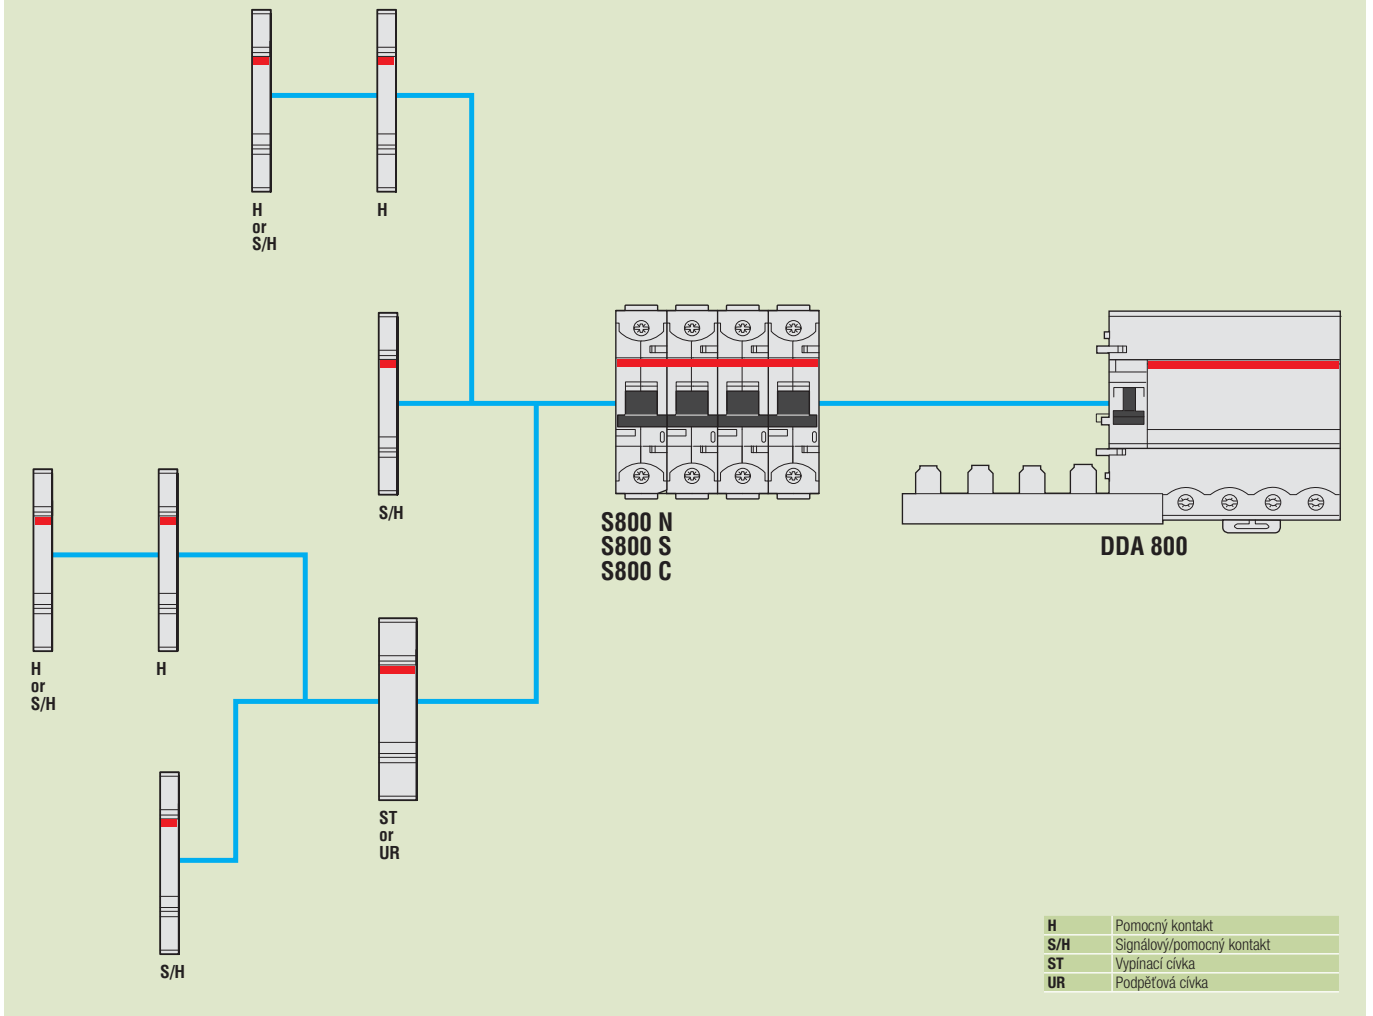 H
or
S/H
H
S/H
S800 N
S800 S
S800 C
DDA 800
H
or
S/H
H
ST
or
UR
S/H
H Pomocný kontakt
S/H Signálový/pomocný kontakt
ST Vypínací cívka
UR Podpěťová cívka